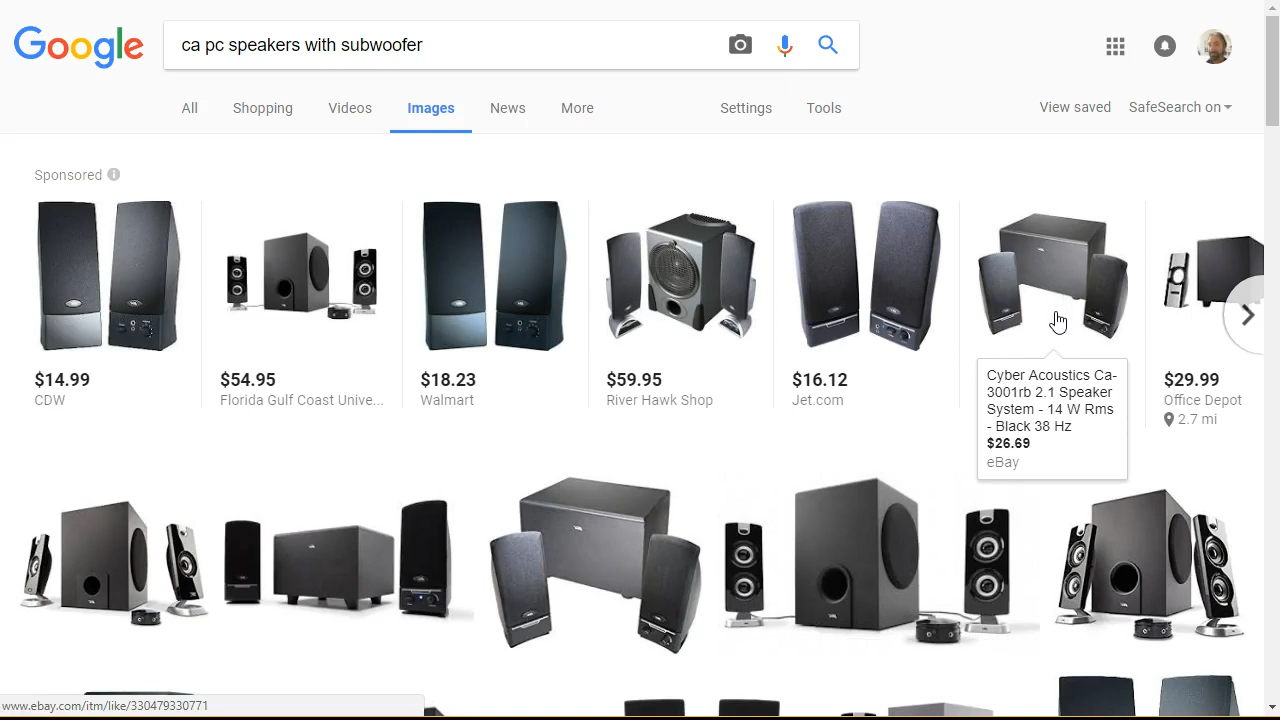 Google
ca pc speakers with subwoofer
All Shopping Videos Images News More Settings Tools View saved SafeSearch on
Sponsored
$14.99
CDW
$54.95
Florida Gulf Coast Unive...
$18.23
Walmart
$59.95
River Hawk Shop
$16.12
Jet.com
Cyber Acoustics Ca-
3001rb 2.1 Speaker
System - 14 W Rms
- Black 38 Hz
$26.69
eBay
$29.99
Office Depot
2.7 mi
www.ebay.com/itm/like/330479330771